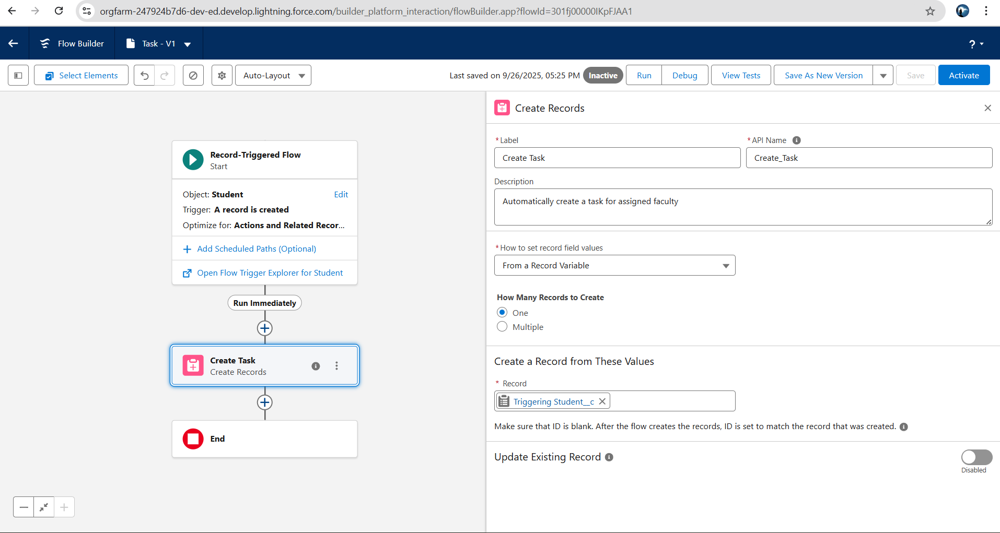 orgfarm-247924b7d6-dev-ed.develop.lightning.force.com/builder_platform_interaction/flowBuilder.app?flowId=301fj00000IKpFJAA1
Flow Builder
Task - V1
?
Select Elements
Auto-Layout
Last saved on 9/26/2025, 05:25 PM
Inactive
Run
Debug
View Tests
Save As New Version
Save
Activate
Record-Triggered Flow
Start
Object: Student
Edit
Trigger: A record is created
Optimize for: Actions and Related Recor...
Add Scheduled Paths (Optional)
Open Flow Trigger Explorer for Student
Run Immediately
Create Task
Create Records
End
Create Records
* Label
Create Task
* API Name
Create_Task
Description
Automatically create a task for assigned faculty
* How to set record field values
From a Record Variable
How Many Records to Create
One
Multiple
Create a Record from These Values
* Record
Triggering Student__c
Make sure that ID is blank. After the flow creates the records, ID is set to match the record that was created.
Update Existing Record
Disabled